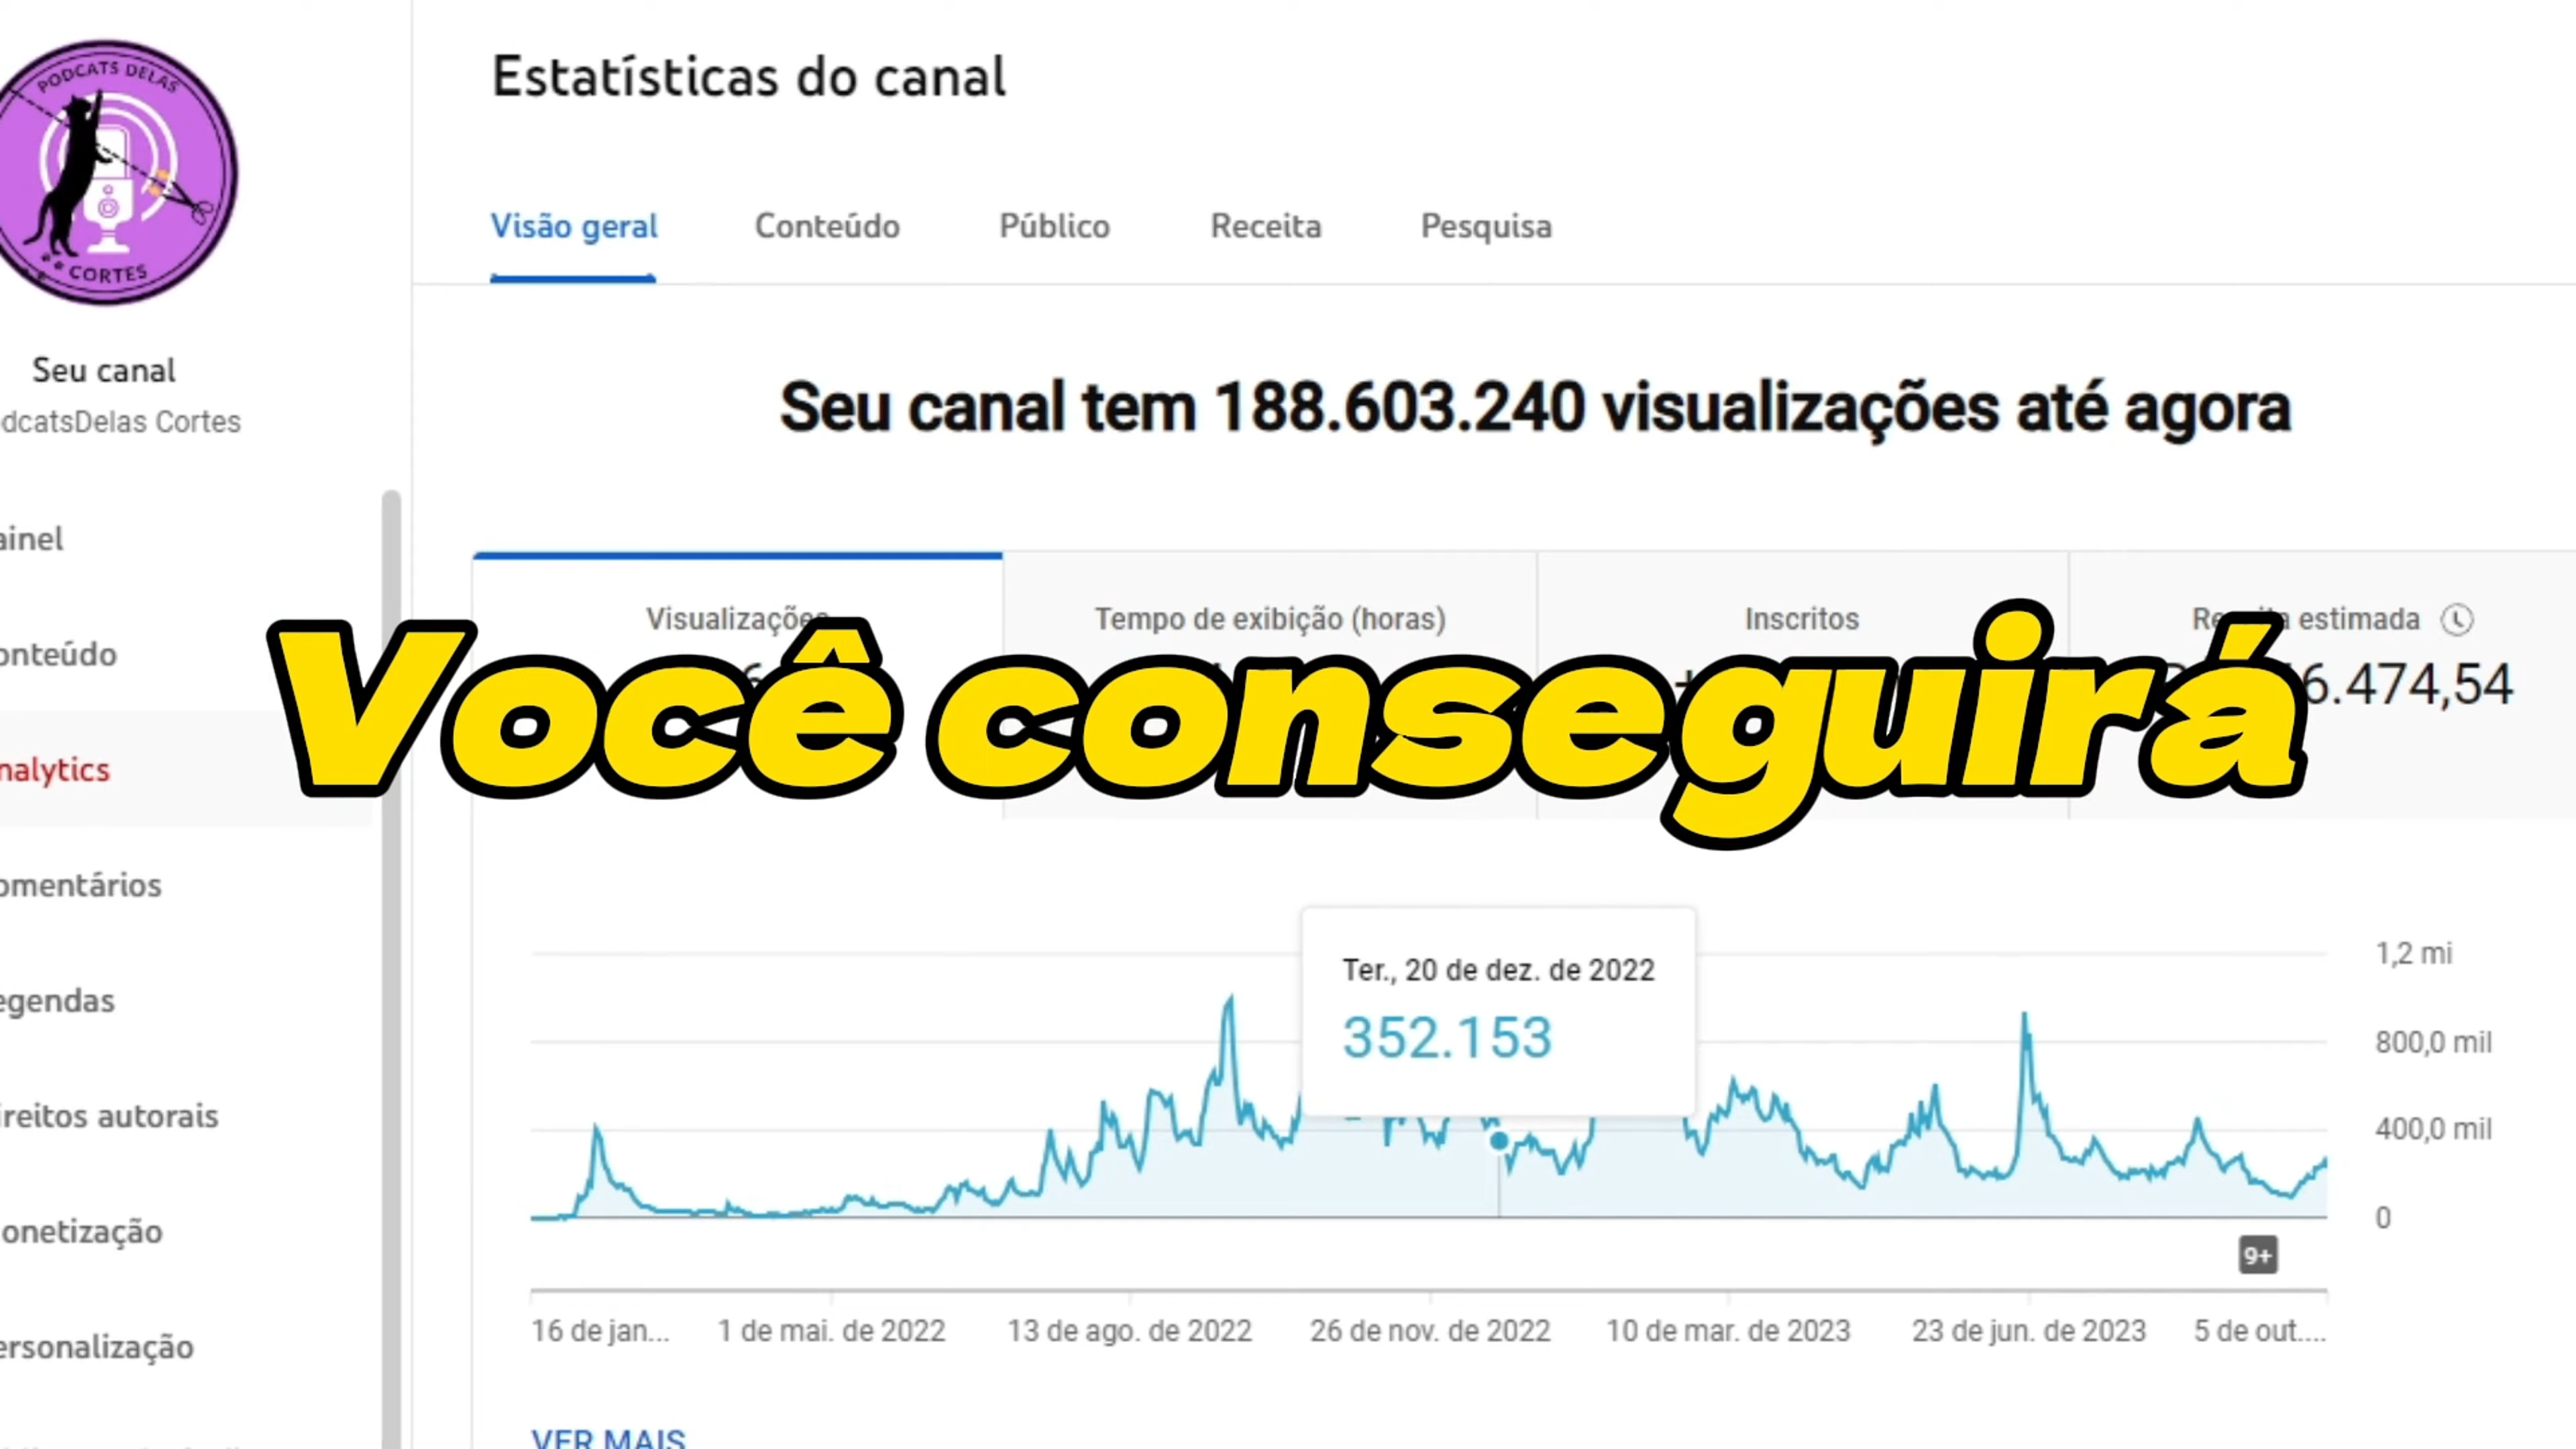 PODCATS DELAS
CORTES
Seu canal
dcatsDelas Cortes
ainel
onteúdo
nalytics
omentários
egendas
ireitos autorais
onetização
ersonalização
Estatísticas do canal
Visão geral Conteúdo Público Receita Pesquisa
Seu canal tem 188.603.240 visualizações até agora
Visualizações Tempo de exibição (horas) Inscritos estimada
6.474,54
Você conseguirá
Ter., 20 de dez. de 2022
352.153
1,2 mi
800,0 mil
400,0 mil
0
9+
16 de jan... 1 de mai. de 2022 13 de ago. de 2022 26 de nov. de 2022 10 de mar. de 2023 23 de jun. de 2023 5 de out....
VER MAIS